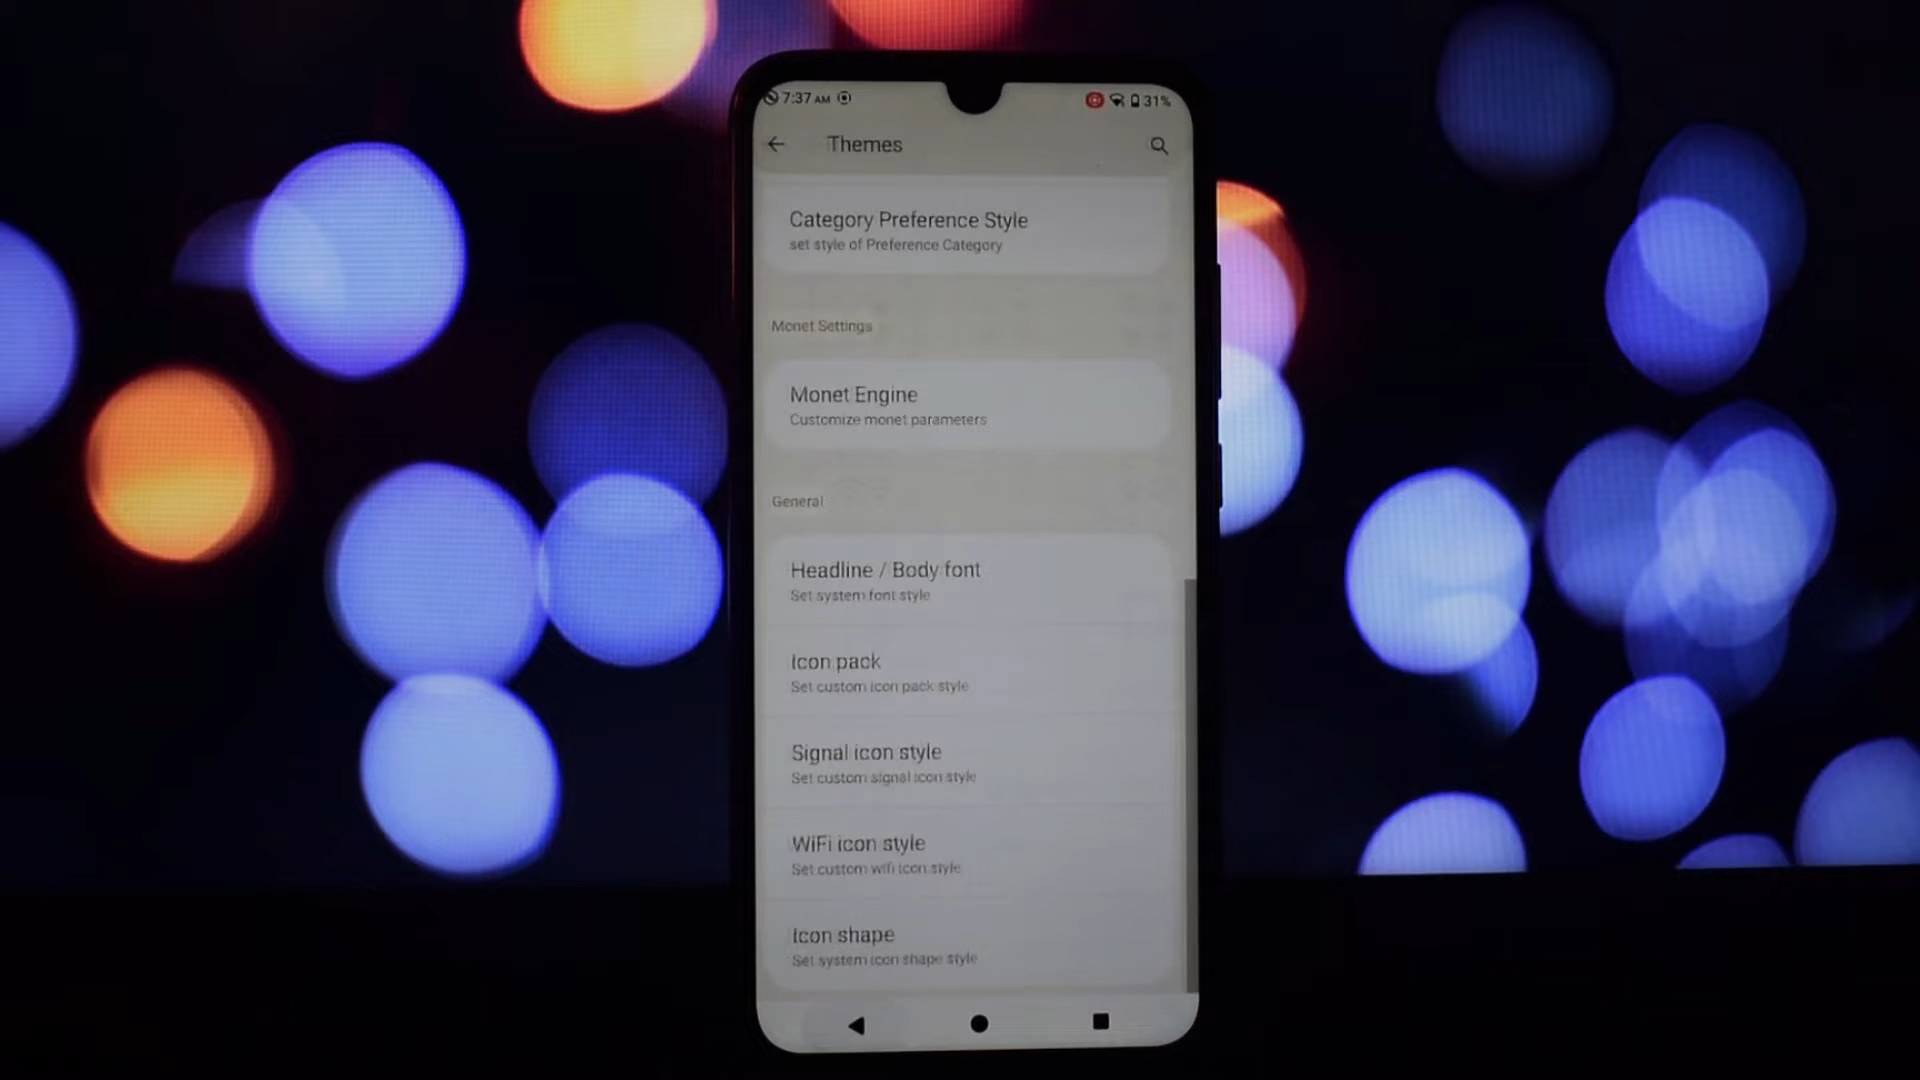 7:37 AM
31%
Themes
Category Preference Style
set style of Preference Category
Monet Settings
Monet Engine
Customize monet parameters
General
Headline / Body font
Set system font style
Icon pack
Set custom icon pack style
Signal icon style
Set custom signal icon style
WiFi icon style
Set custom wifi icon style
Icon shape
Set system icon shape style